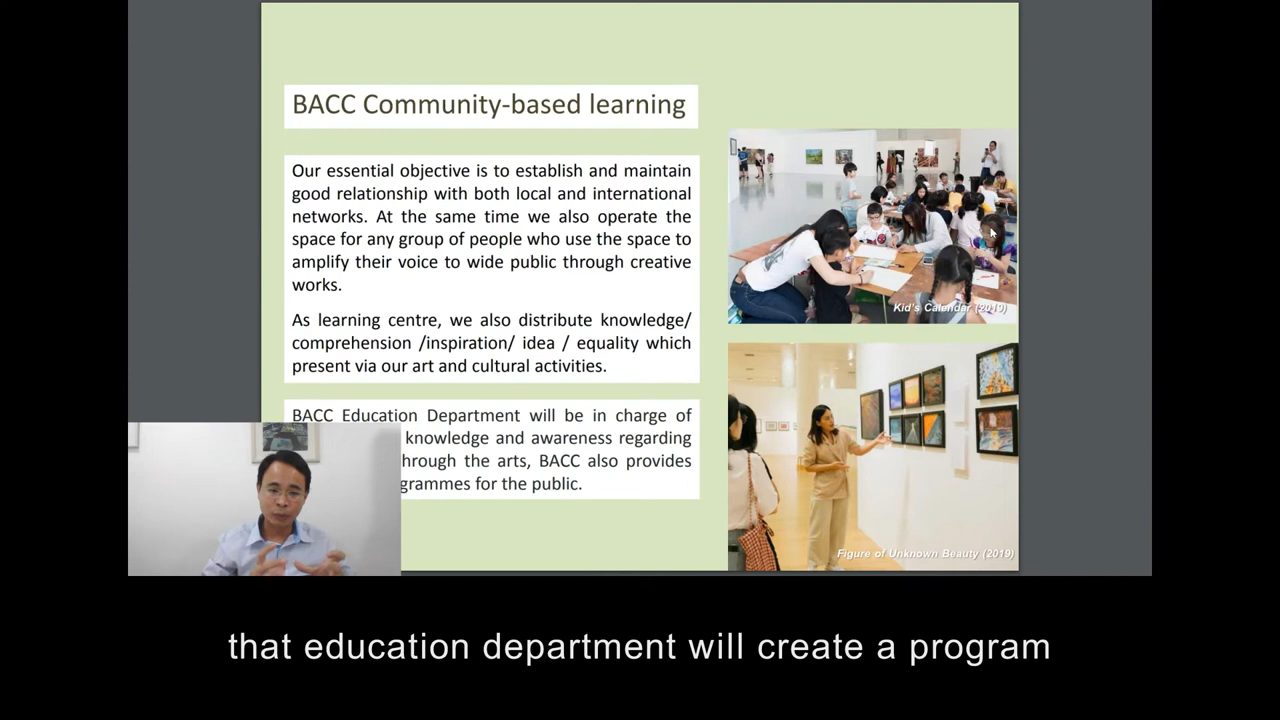 BACC Community-based learning
Our essential objective is to establish and maintain
good relationship with both local and international
networks. At the same time we also operate the
space for any group of people who use the space to
amplify their voice to wide public through creative
works.
As learning centre, we also distribute knowledge/
comprehension /inspiration/ idea / equality which
present via our art and cultural activities.
BACC Education Department will be in charge of
knowledge and awareness regarding
through the arts, BACC also provides
grammes for the public.
Kid's Calendar (2019)
Figure of Unknown Beauty (2019)
that education department will create a program